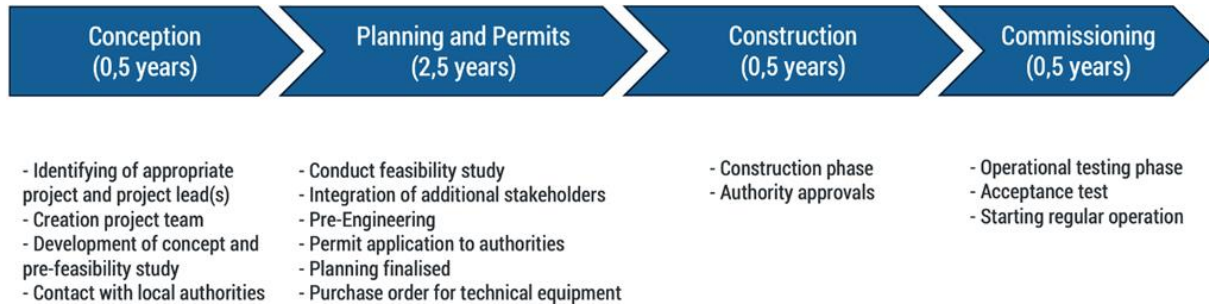 Conception
(0,5 years)
Planning and Permits
(2,5 years)
Construction
(0,5 years)
Commissioning
(0,5 years)
- Identifying of appropriate
project and project lead(s)
- Creation project team
- Development of concept and
pre-feasibility study
- Contact with local authorities
- Conduct feasibility study
- Integration of additional stakeholders
- Pre-Engineering
- Permit application to authorities
- Planning finalised
- Purchase order for technical equipment
- Construction phase
- Authority approvals
- Operational testing phase
- Acceptance test
- Starting regular operation